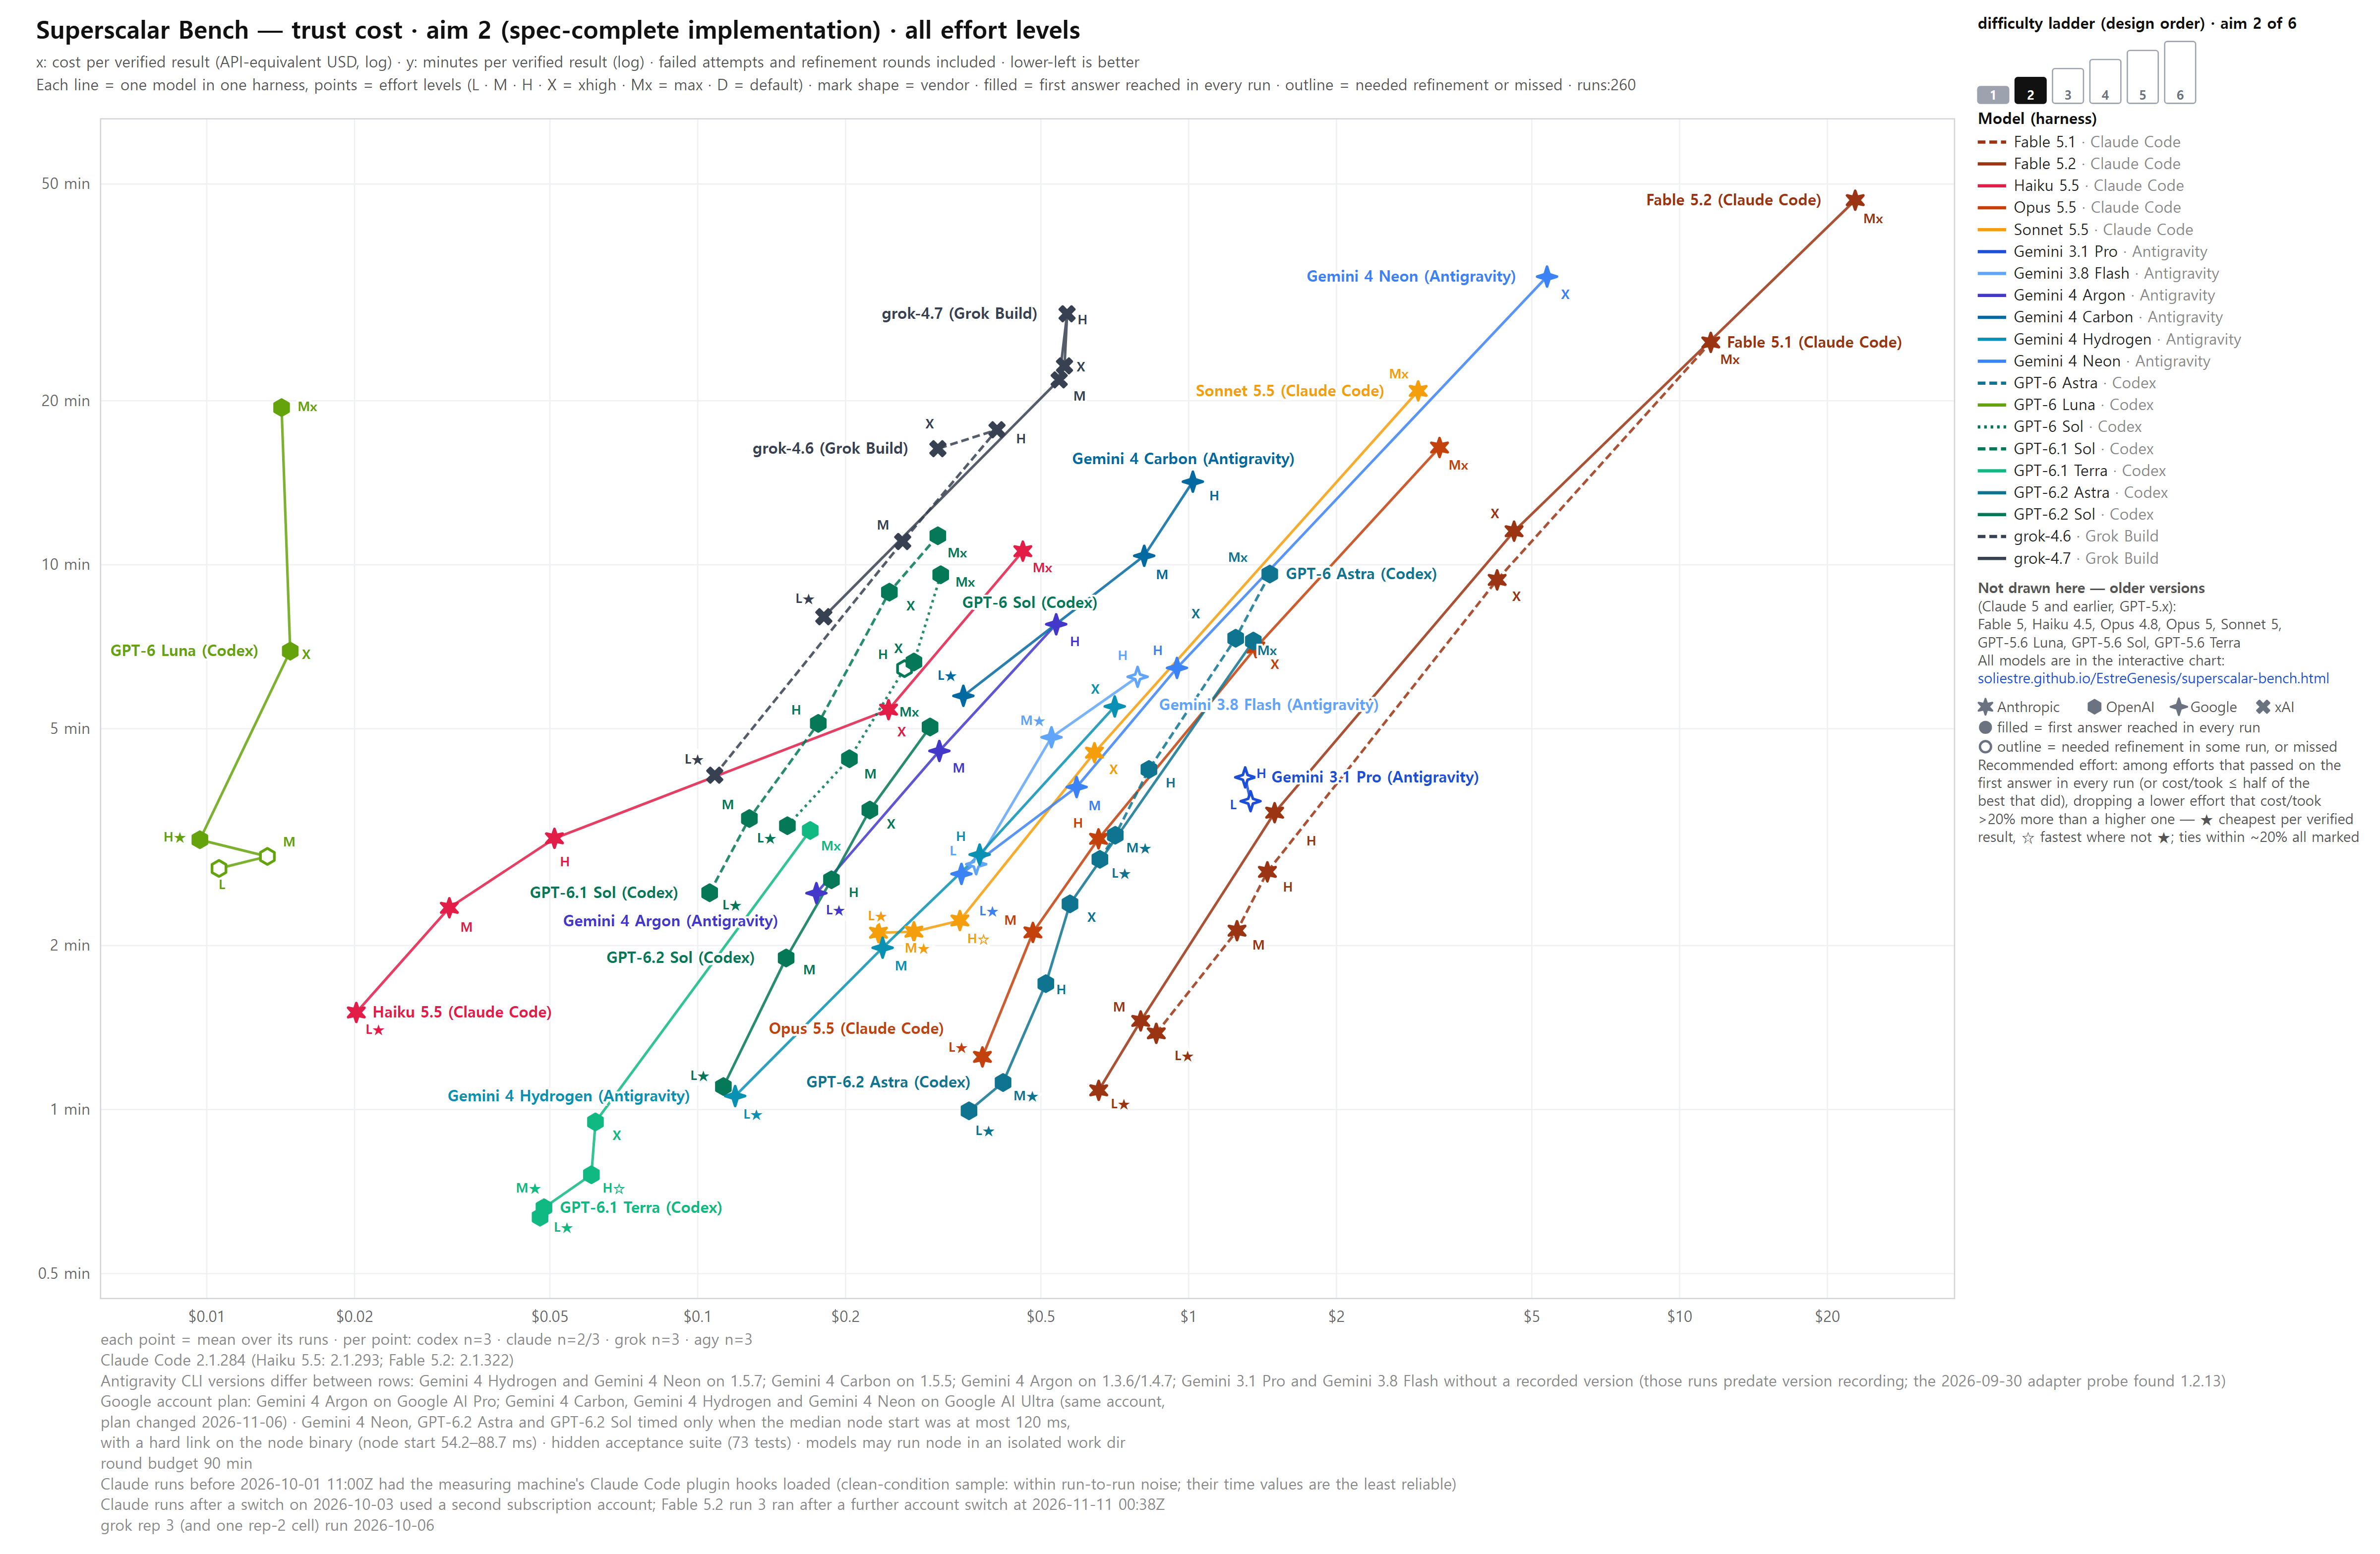 Superscalar Bench — trust cost · aim 2 (spec-complete implementation) · all effort levels
x: cost per verified result (API-equivalent USD, log) · y: minutes per verified result (log) · failed attempts and refinement rounds included · lower-left is better
Each line = one model in one harness, points = effort levels (L · M · H · X = xhigh · Mx = max · D = default) · mark shape = vendor · filled = first answer reached in every run · outline = needed refinement or missed · runs:260
50 min
20 min
10 min
5 min
2 min
1 min
0.5 min
Fable 5.2 (Claude Code)
Mx
Gemini 4 Neon (Antigravity)
X
grok-4.7 (Grok Build)
H
Fable 5.1 (Claude Code)
Mx
X
M
Mx
Sonnet 5.5 (Claude Code)
Mx
X
grok-4.6 (Grok Build)
H
Gemini 4 Carbon (Antigravity)
Mx
H
X
M
Mx
Mx
Mx
M
Mx
GPT-6 Astra (Codex)
Mx
X
L★
X
GPT-6 Sol (Codex)
X
H
GPT-6 Luna (Codex)
X
H
X
H
H
Mx
X
L★
X
H
Mx
M★
Gemini 3.8 Flash (Antigravity)
X
L★
M
M
X
H
H
Gemini 3.1 Pro (Antigravity)
L
M
M
X
H
H★
M
L★
Mx
H
L
M★
H
H
L
L★
H
GPT-6.1 Sol (Codex)
H
L★
L★
L★
M
X
Gemini 4 Argon (Antigravity)
L★
M
H☆
M★
M
M
GPT-6.2 Sol (Codex)
M
H
Haiku 5.5 (Claude Code)
L★
M
Opus 5.5 (Claude Code)
L★
L★
L★
GPT-6.2 Astra (Codex)
M★
L★
Gemini 4 Hydrogen (Antigravity)
L★
L★
X
M★
H☆
GPT-6.1 Terra (Codex)
L★
$0.01
$0.02
$0.05
$0.1
$0.2
$0.5
$1
$2
$5
$10
$20
difficulty ladder (design order) · aim 2 of 6
1
2
3
4
5
6
Model (harness)
Fable 5.1 · Claude Code
Fable 5.2 · Claude Code
Haiku 5.5 · Claude Code
Opus 5.5 · Claude Code
Sonnet 5.5 · Claude Code
Gemini 3.1 Pro · Antigravity
Gemini 3.8 Flash · Antigravity
Gemini 4 Argon · Antigravity
Gemini 4 Carbon · Antigravity
Gemini 4 Hydrogen · Antigravity
Gemini 4 Neon · Antigravity
GPT-6 Astra · Codex
GPT-6 Luna · Codex
GPT-6 Sol · Codex
GPT-6.1 Sol · Codex
GPT-6.1 Terra · Codex
GPT-6.2 Astra · Codex
GPT-6.2 Sol · Codex
grok-4.6 · Grok Build
grok-4.7 · Grok Build
Not drawn here — older versions
(Claude 5 and earlier, GPT-5.x):
Fable 5, Haiku 4.5, Opus 4.8, Opus 5, Sonnet 5,
GPT-5.6 Luna, GPT-5.6 Sol, GPT-5.6 Terra
All models are in the interactive chart:
soliestre.github.io/EstreGenesis/superscalar-bench.html
Anthropic OpenAI Google xAI
filled = first answer reached in every run
outline = needed refinement in some run, or missed
Recommended effort: among efforts that passed on the
first answer in every run (or cost/took ≤ half of the
best that did), dropping a lower effort that cost/took
>20% more than a higher one — ★ cheapest per verified
result, ☆ fastest where not ★; ties within ~20% all marked
each point = mean over its runs · per point: codex n=3 · claude n=2/3 · grok n=3 · agy n=3
Claude Code 2.1.284 (Haiku 5.5: 2.1.293; Fable 5.2: 2.1.322)
Antigravity CLI versions differ between rows: Gemini 4 Hydrogen and Gemini 4 Neon on 1.5.7; Gemini 4 Carbon on 1.5.5; Gemini 4 Argon on 1.3.6/1.4.7; Gemini 3.1 Pro and Gemini 3.8 Flash without a recorded version (those runs predate version recording; the 2026-09-30 adapter probe found 1.2.13)
Google account plan: Gemini 4 Argon on Google AI Pro; Gemini 4 Carbon, Gemini 4 Hydrogen and Gemini 4 Neon on Google AI Ultra (same account,
plan changed 2026-11-06) · Gemini 4 Neon, GPT-6.2 Astra and GPT-6.2 Sol timed only when the median node start was at most 120 ms,
with a hard link on the node binary (node start 54.2–88.7 ms) · hidden acceptance suite (73 tests) · models may run node in an isolated work dir
round budget 90 min
Claude runs before 2026-10-01 11:00Z had the measuring machine's Claude Code plugin hooks loaded (clean-condition sample: within run-to-run noise; their time values are the least reliable)
Claude runs after a switch on 2026-10-03 used a second subscription account; Fable 5.2 run 3 ran after a further account switch at 2026-11-11 00:38Z
grok rep 3 (and one rep-2 cell) run 2026-10-06